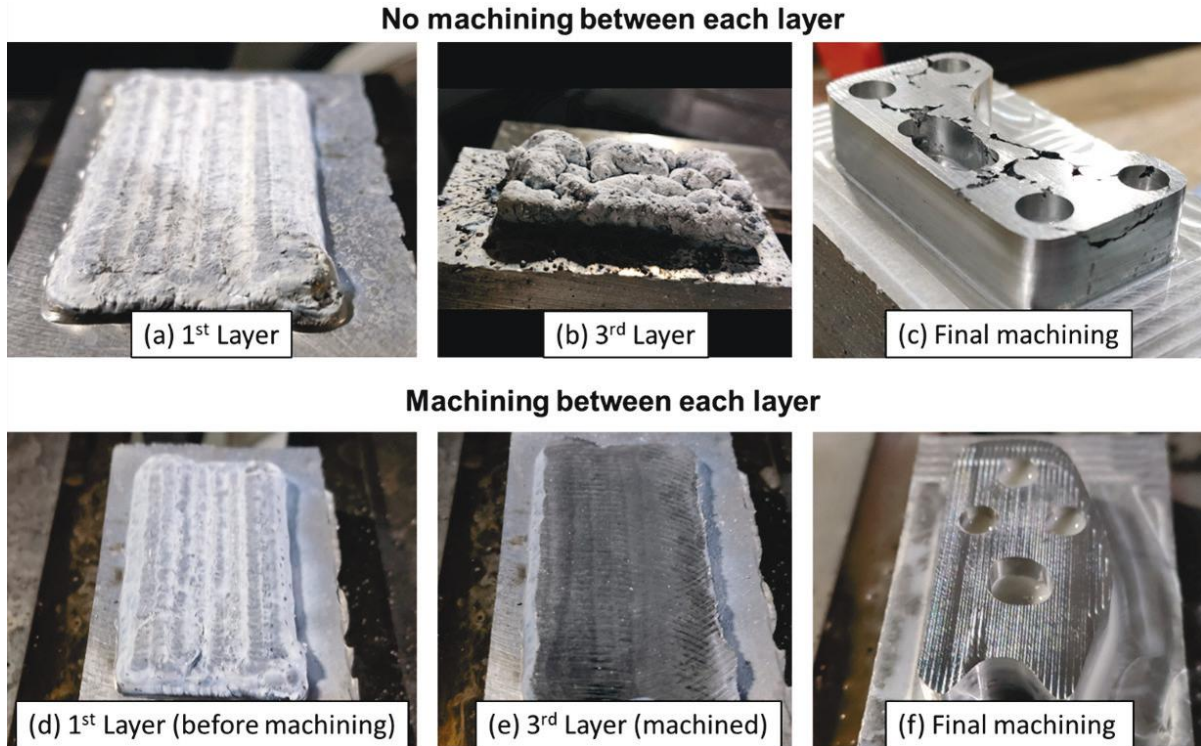 No machining between each layer
(a) 1st Layer
(b) 3rd Layer
(c) Final machining
Machining between each layer
(d) 1st Layer (before machining)
(e) 3rd Layer (machined)
(f) Final machining